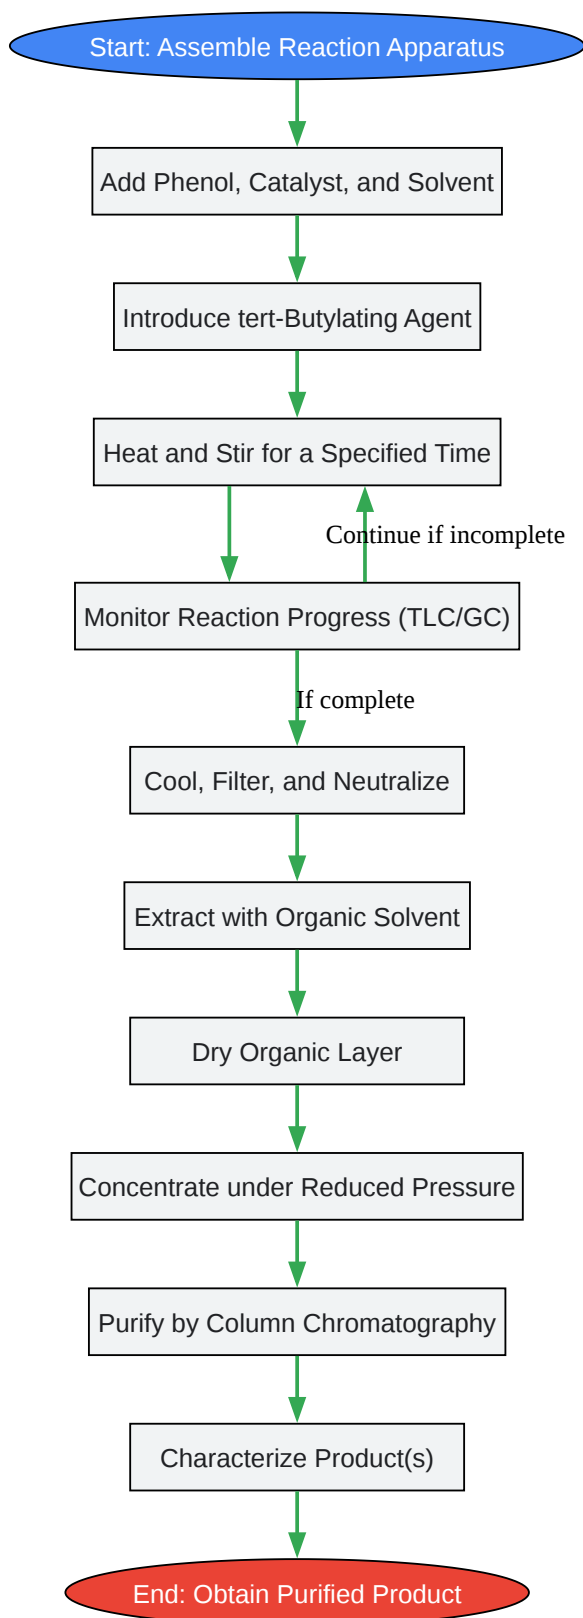 Start: Assemble Reaction Apparatus
Add Phenol, Catalyst, and Solvent
Introduce tert-Butylating Agent
Heat and Stir for a Specified Time
Continue if incomplete
Monitor Reaction Progress (TLC/GC)
If complete
Cool, Filter, and Neutralize
Extract with Organic Solvent
Dry Organic Layer
Concentrate under Reduced Pressure
Purify by Column Chromatography
Characterize Product(s)
End: Obtain Purified Product